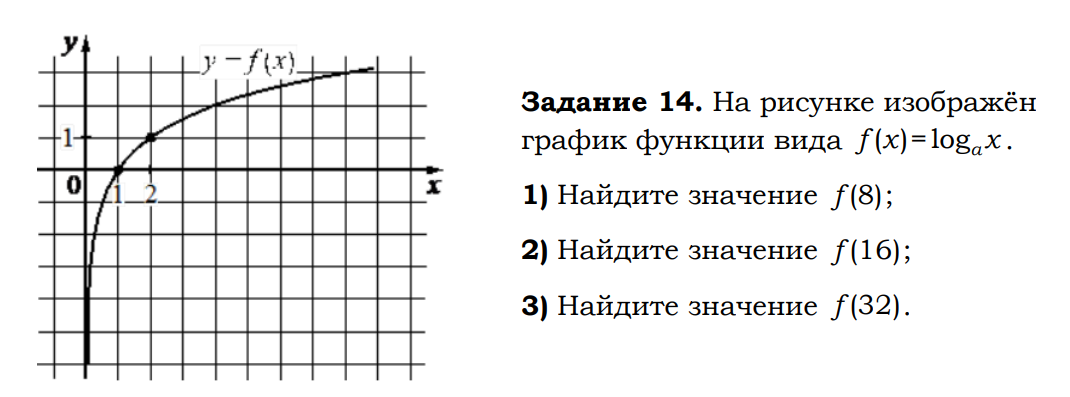 y
y = f(x)
1
0
1
2
x
Задание 14. На рисунке изображён
график функции вида f(x)=logₐx.
1) Найдите значение f(8);
2) Найдите значение f(16);
3) Найдите значение f(32).